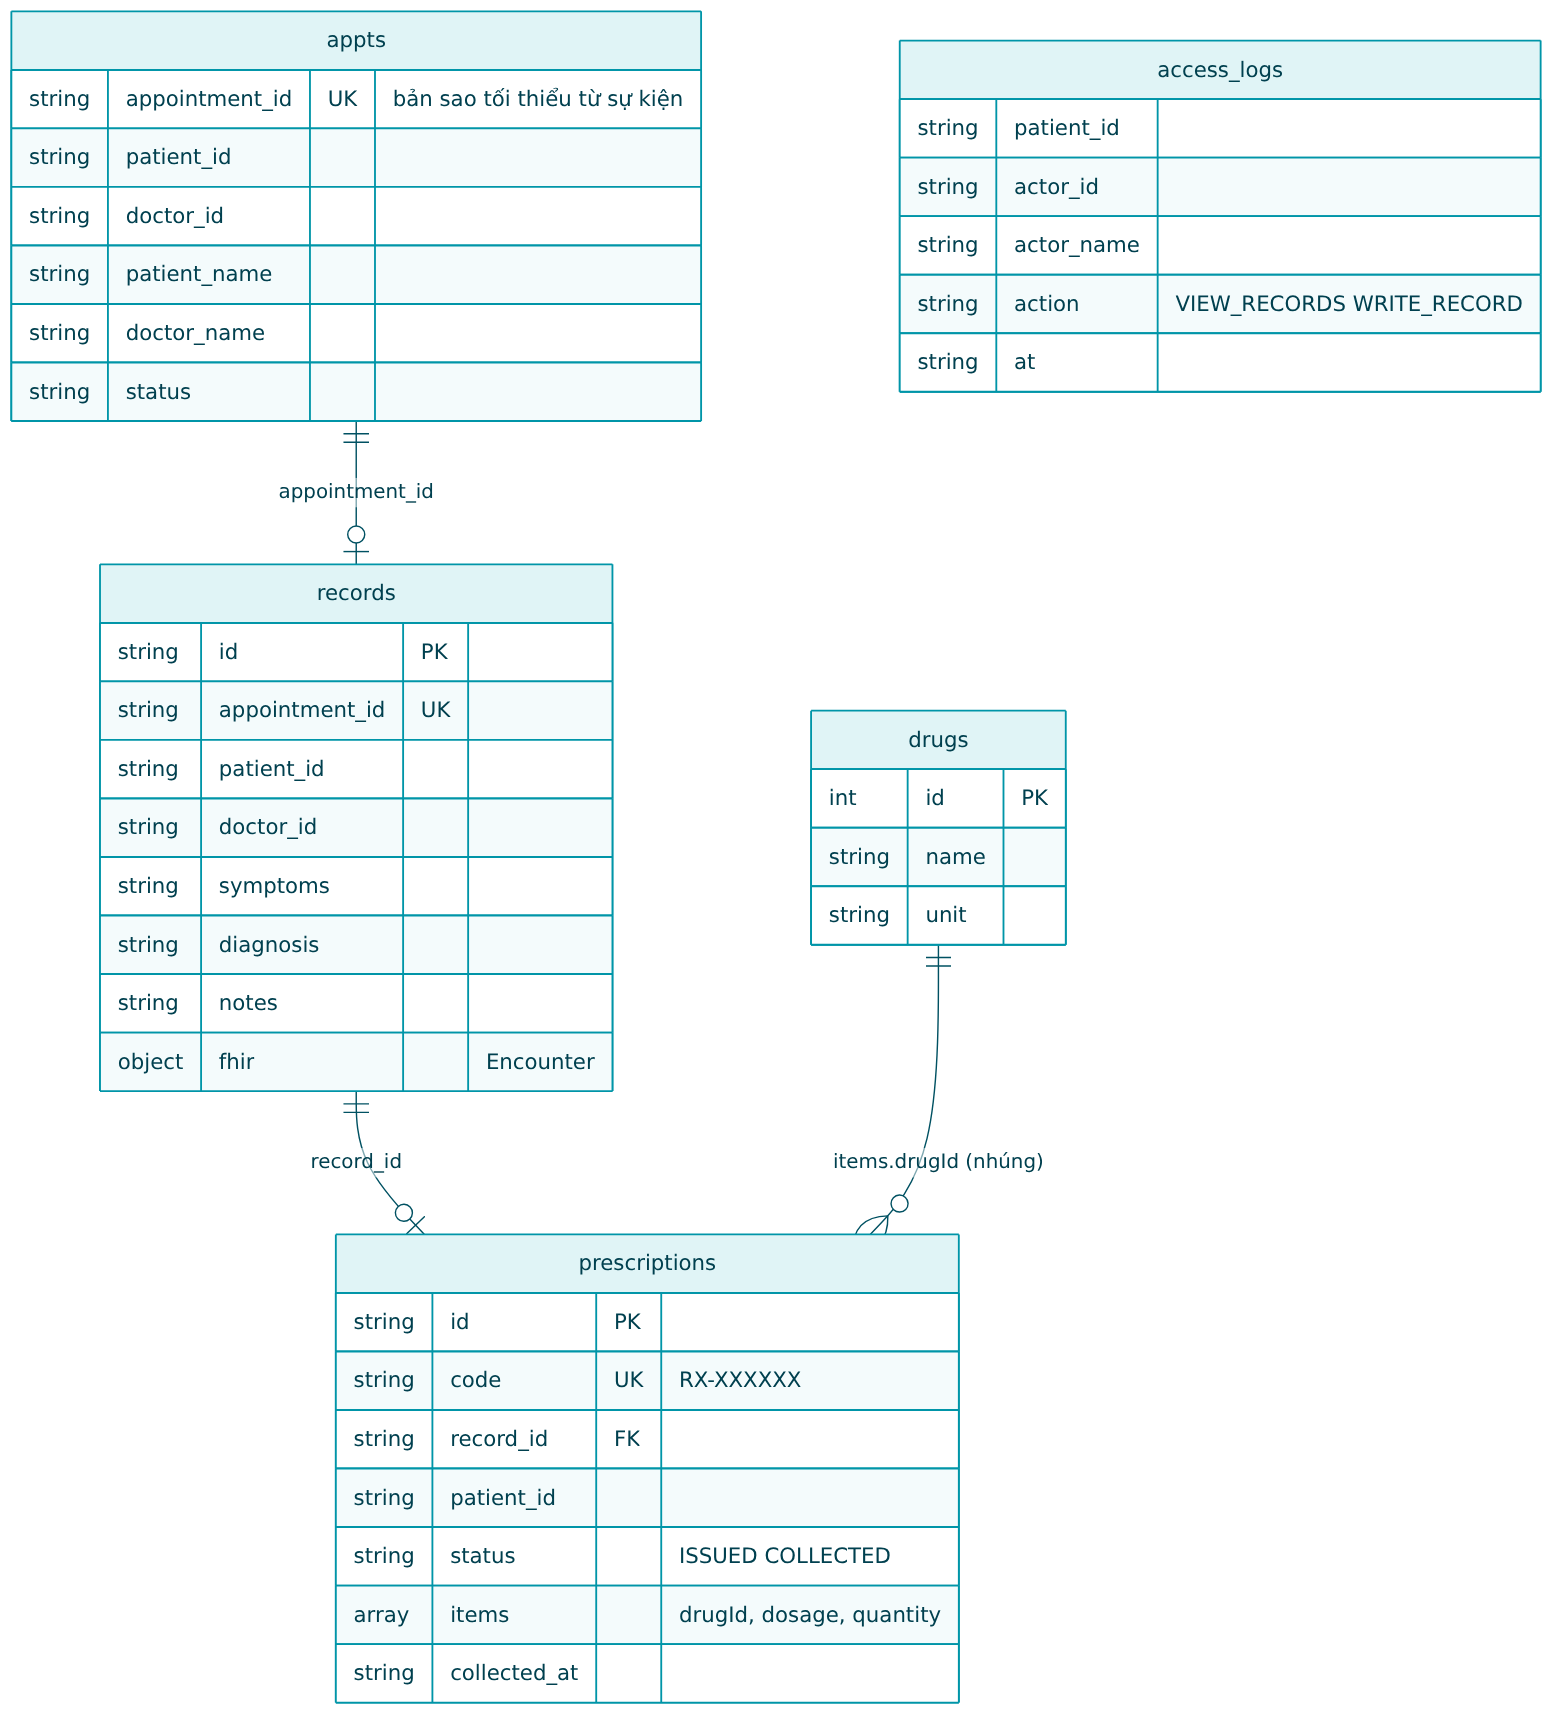 appts
string appointment_id UK bản sao tối thiểu từ sự kiện
string patient_id
string doctor_id
string patient_name
string doctor_name
string status
access_logs
string patient_id
string actor_id
string actor_name
string action VIEW_RECORDS WRITE_RECORD
string at
appointment_id
records
string id PK
string appointment_id UK
string patient_id
string doctor_id
string symptoms
string diagnosis
string notes
object fhir Encounter
drugs
int id PK
string name
string unit
record_id
items.drugId (nhúng)
prescriptions
string id PK
string code UK RX-XXXXXX
string record_id FK
string patient_id
string status ISSUED COLLECTED
array items drugId, dosage, quantity
string collected_at